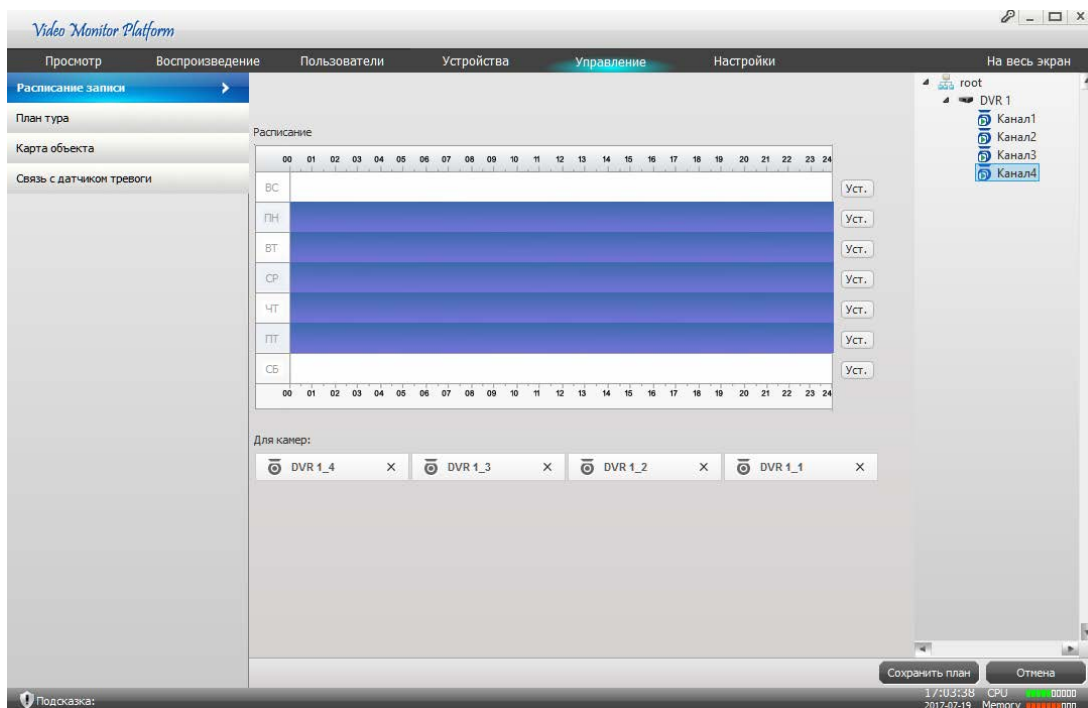 Video Monitor Platform
Просмотр Воспроизведение Пользователи Устройства Управление Настройки На весь экран
Расписание записи
План тура
Карта объекта
Связь с датчиком тревоги
Расписание
00 01 02 03 04 05 06 07 08 09 10 11 12 13 14 15 16 17 18 19 20 21 22 23 24
ВС Уст.
ПН Уст.
ВТ Уст.
СР Уст.
ЧТ Уст.
ПТ Уст.
СБ Уст.
00 01 02 03 04 05 06 07 08 09 10 11 12 13 14 15 16 17 18 19 20 21 22 23 24
Для камер:
DVR 1_4 DVR 1_3 DVR 1_2 DVR 1_1
root
DVR 1
Канал1
Канал2
Канал3
Канал4
Сохранить план Отмена
Подсказка:
17:03:38 CPU
2017-07-19 Memory